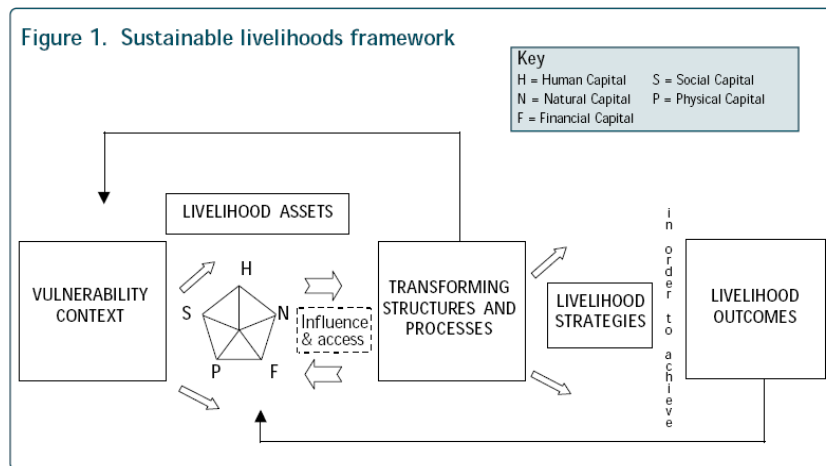 Figure 1. Sustainable livelihoods framework
Key
H = Human Capital S = Social Capital
N = Natural Capital P = Physical Capital
F = Financial Capital
LIVELIHOOD ASSETS
VULNERABILITY
CONTEXT
H
S
N
P
F
Influence
& access
TRANSFORMING
STRUCTURES AND
PROCESSES
LIVELIHOOD
STRATEGIES
in order to achieve
LIVELIHOOD
OUTCOMES